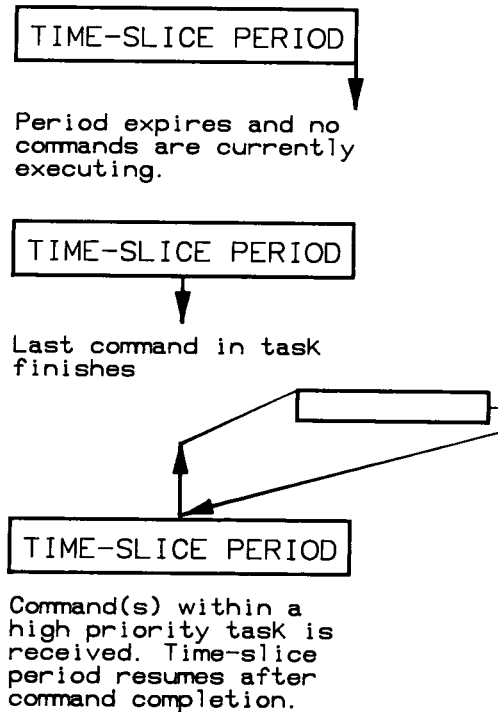 TIME-SLICE PERIOD
Period expires and no
commands are currently
executing.
TIME-SLICE PERIOD
Last command in task
finishes
TIME-SLICE PERIOD
Command(s) within a
high priority task is
received. Time-slice
period resumes after
command completion.